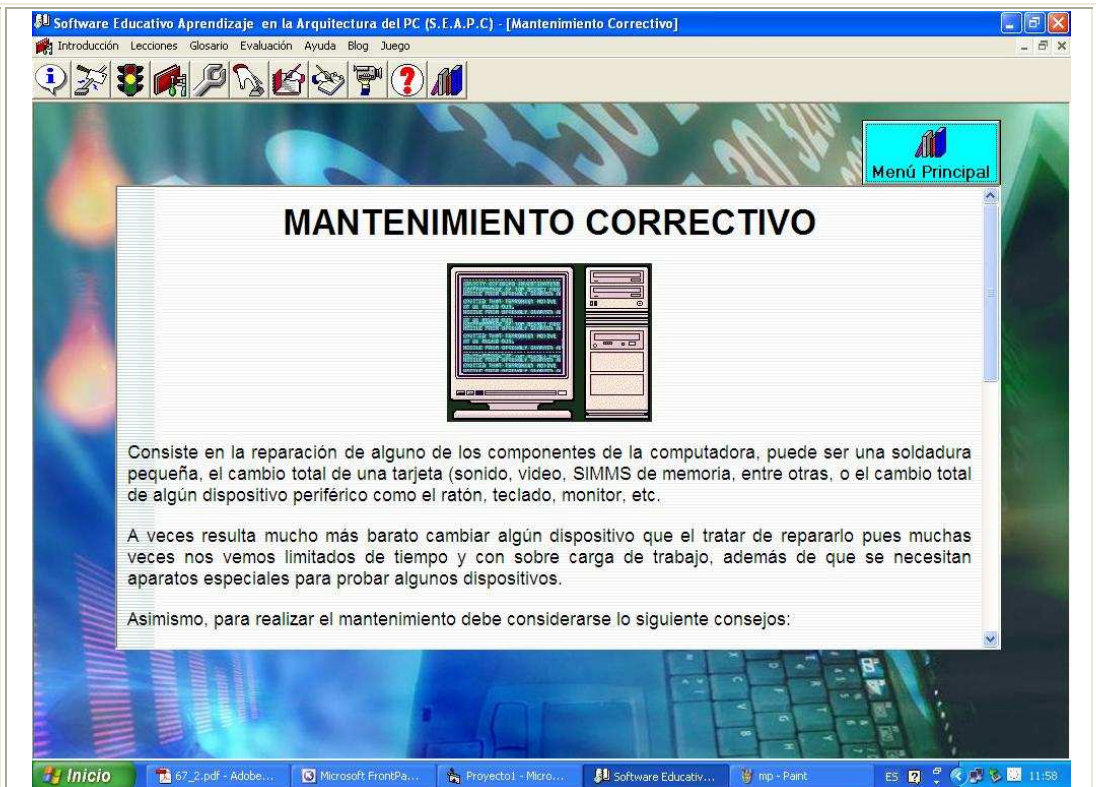 Software Educativo Aprendizaje en la Arquitectura del PC (S.E.A.P.C) - [Mantenimiento Correctivo]
Introducción Lecciones Glosario Evaluación Ayuda Blog Juego
Menú Principal
MANTENIMIENTO CORRECTIVO
Consiste en la reparación de alguno de los componentes de la computadora, puede ser una soldadura
pequeña, el cambio total de una tarjeta (sonido, video, SIMMS de memoria, entre otras, o el cambio total
de algún dispositivo periférico como el ratón, teclado, monitor, etc.
A veces resulta mucho más barato cambiar algún dispositivo que el tratar de repararlo pues muchas
veces nos vemos limitados de tiempo y con sobre carga de trabajo, además de que se necesitan
aparatos especiales para probar algunos dispositivos.
Asimismo, para realizar el mantenimiento debe considerarse lo siguiente consejos:
Inicio 67_2.pdf - Adobe... Microsoft FrontPa... Proyecto1 - Micro... Software Educativ... mp - Paint ES 11:58